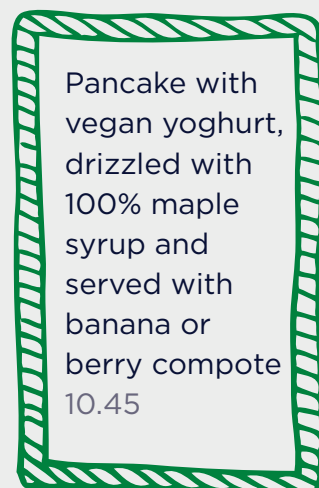 Pancake with
vegan yoghurt,
drizzled with
100% maple
syrup and
served with
banana or
berry compote
10.45